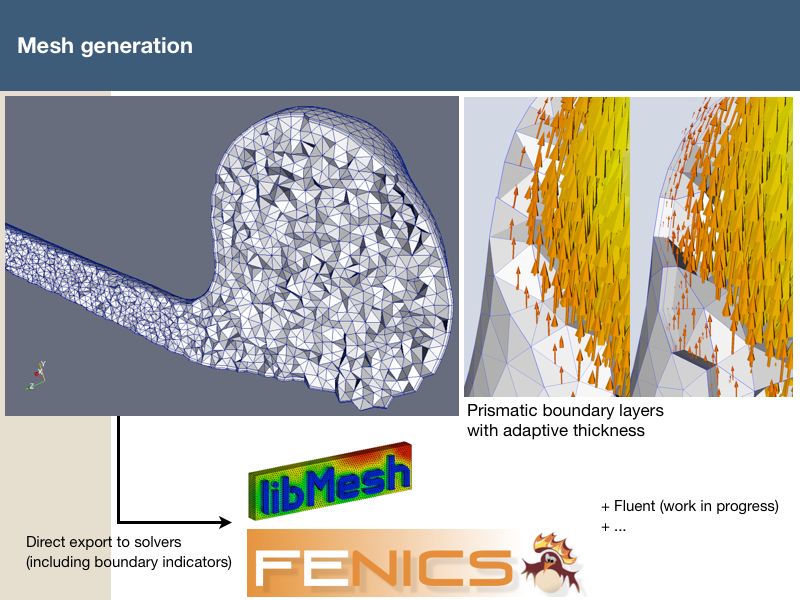 Mesh generation
Y
Z
Prismatic boundary layers
with adaptive thickness
libMesh
+ Fluent (work in progress)
+ ...
Direct export to solvers
(including boundary indicators)
FENICS